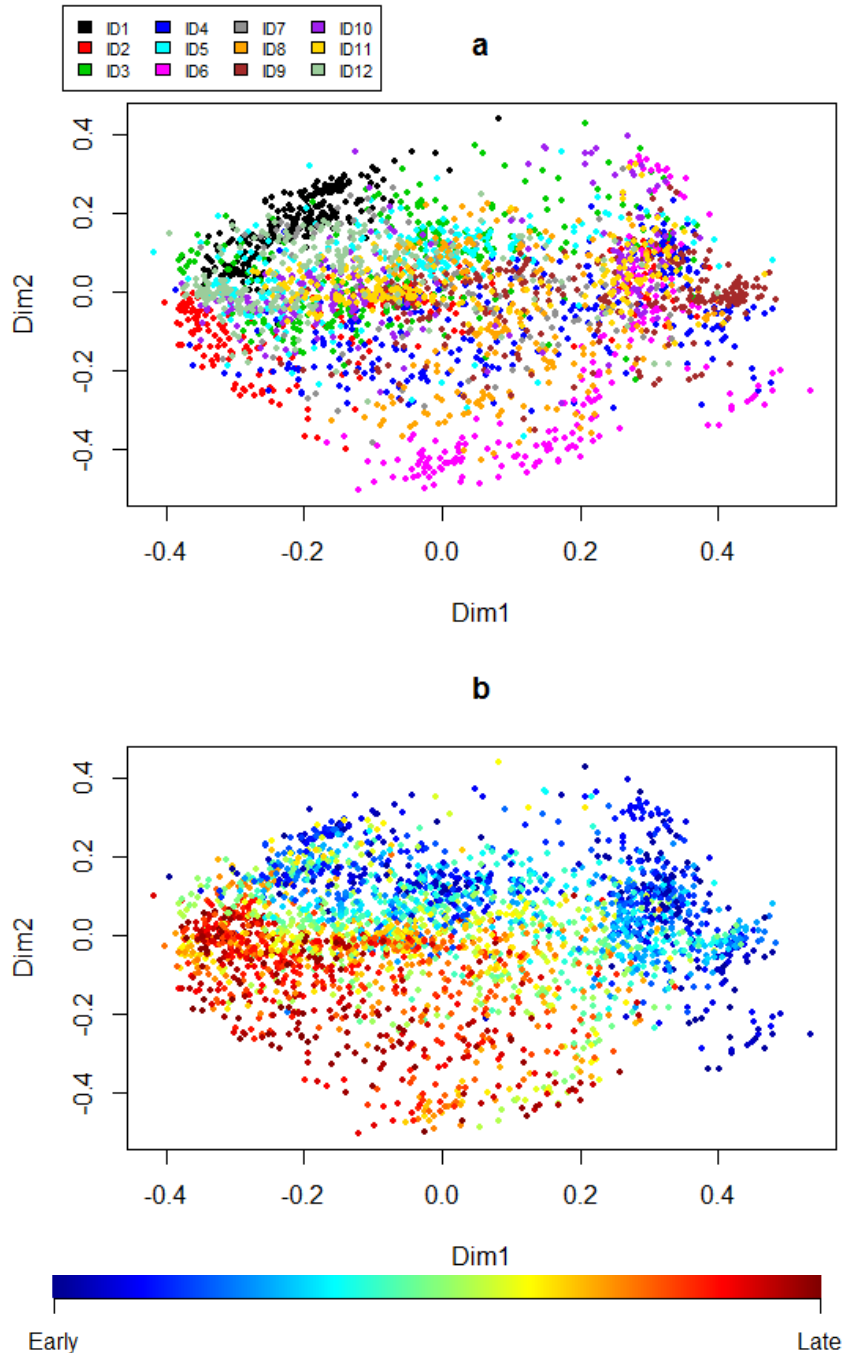 ID1 ID4 ID7 ID10
ID2 ID5 ID8 ID11
ID3 ID6 ID9 ID12
a
0.4
0.2
0.0
-0.2
-0.4
Dim2
-0.4 -0.2 0.0 0.2 0.4
Dim1
b
0.4
0.2
0.0
-0.2
-0.4
Dim2
-0.4 -0.2 0.0 0.2 0.4
Dim1
Early Late